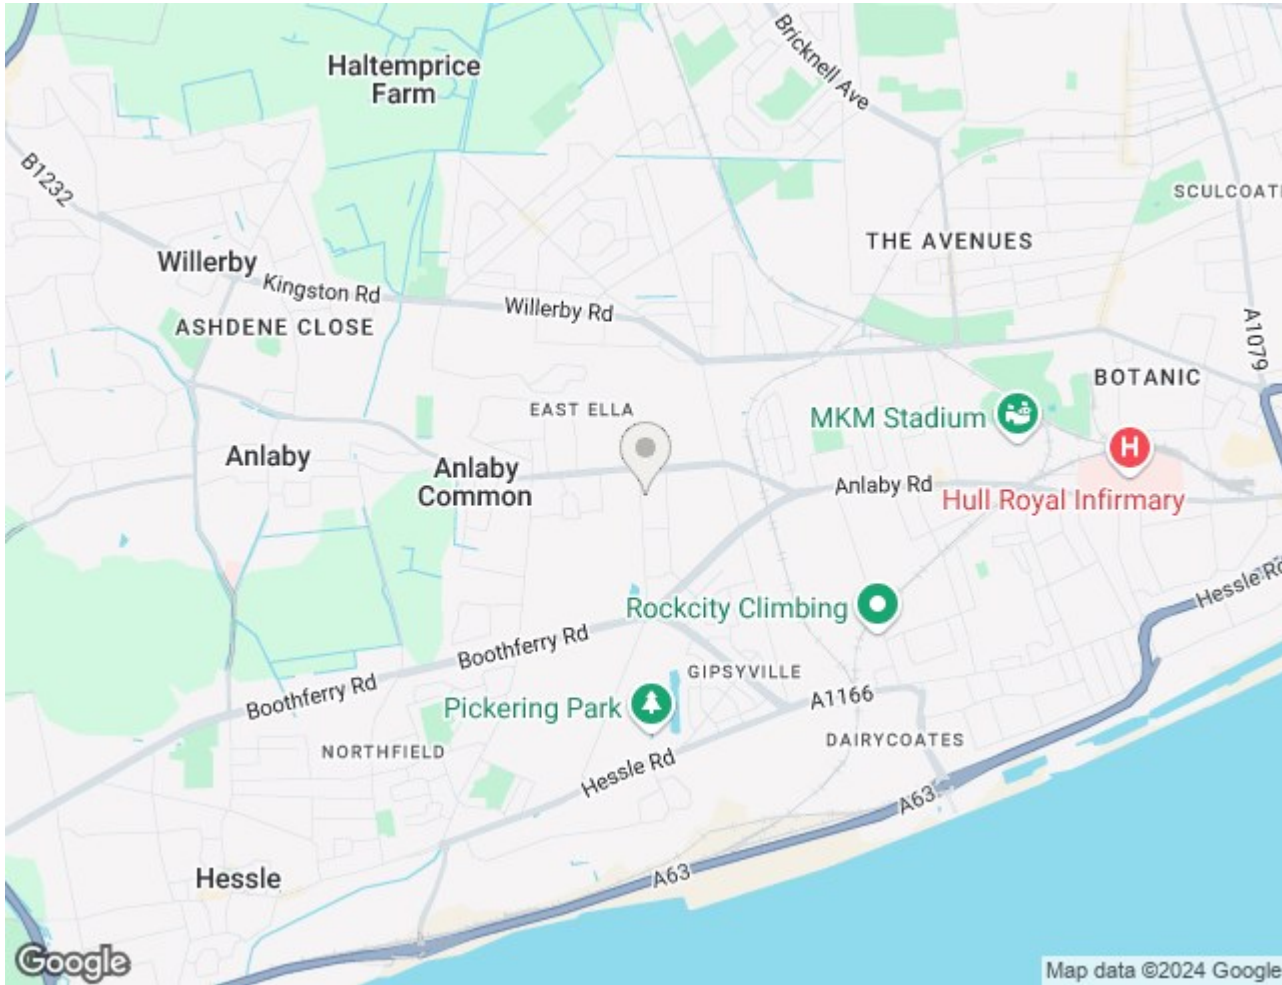 Bricknell Ave
Haltemprice
Farm
B1232
SCULCOATE
THE AVENUES
Willerby
Kingston Rd
Willerby Rd
ASHDENE CLOSE
A1079
BOTANIC
EAST ELLA
MKM Stadium
Anlaby
Anlaby
Common
H
Anlaby Rd
Hull Royal Infirmary
Hessle Rd
Rockcity Climbing
Boothferry Rd
GIPSYVILLE
Boothferry Rd
A1166
Pickering Park
NORTHFIELD
DAIRYCOATES
Hessle Rd
A63
A63
Hessle
Google
Map data ©2024 Google